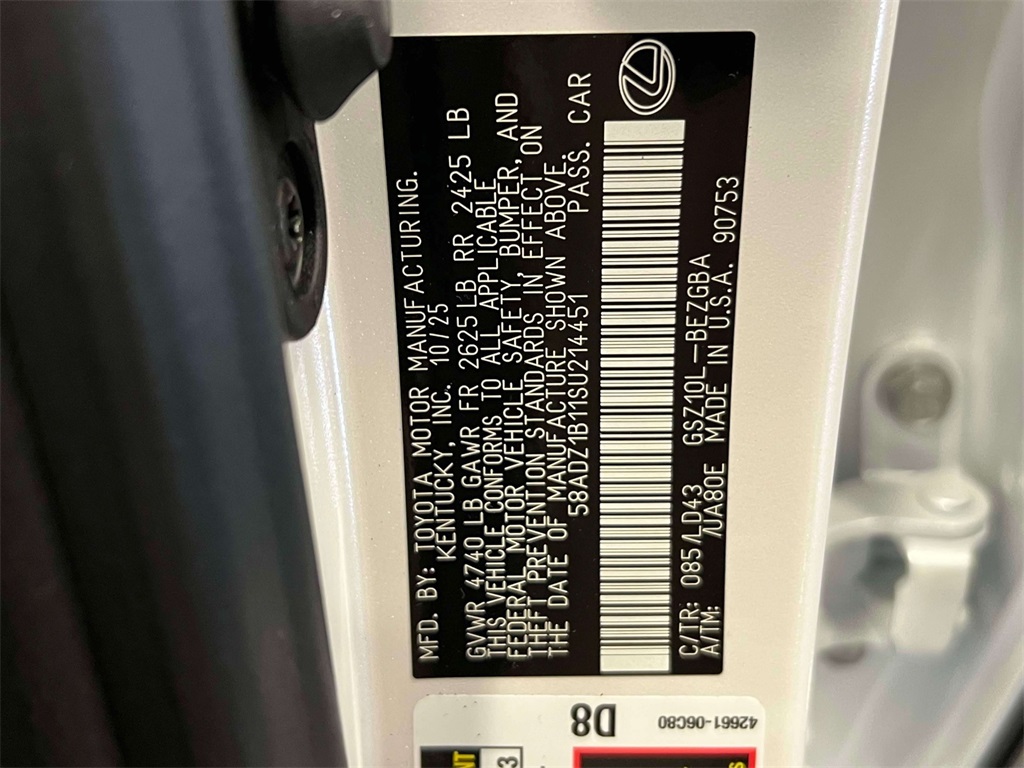 MFD. BY: TOYOTA MOTOR MANUFACTURING.
KENTUCKY, INC. 10/25
GVWR 4740 LB GAWR FR 2625 LB RR 2425 LB
THIS VEHICLE CONFORMS TO ALL APPLICABLE
FEDERAL MOTOR VEHICLE SAFETY, BUMPER, AND
THEFT PREVENTION STANDARDS IN EFFECT ON
THE DATE OF MANUFACTURE SHOWN ABOVE.
58ADZ1B11SU214451 PASS. CAR
C/TR: 085/LD43 GSZ10L-BEZGBA
A/TM: /UA80E MADE IN U.S.A. 90753
D8
42661-06C80